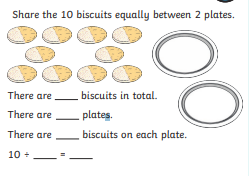 Share the 10 biscuits equally between 2 plates.
There are ____ biscuits in total.
There are ____ plates.
There are ____ biscuits on each plate.
10 ÷ ____ = ____